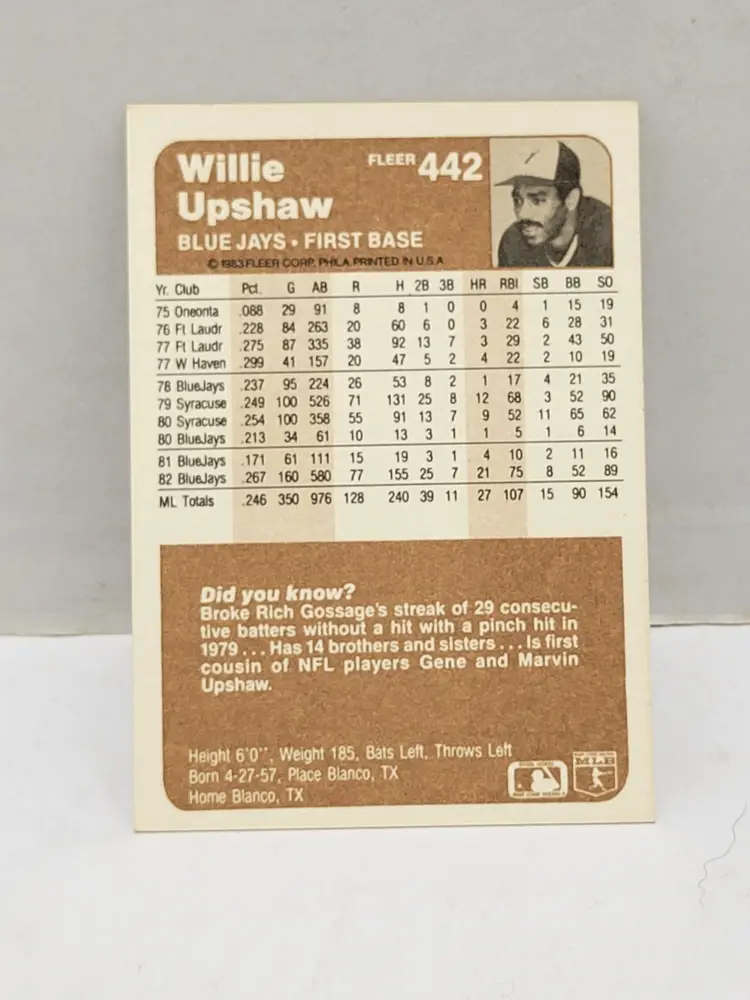 Willie
Upshaw
FLEER 442
BLUE JAYS • FIRST BASE
© 1983 FLEER CORP. PHILA. PRINTED IN U.S.A.
Yr. Club Pct. G AB R H 2B 3B HR RBI SB BB SO
75 Oneonta .088 29 91 8 8 1 0 0 4 1 15 19
76 Ft Laudr .228 84 263 20 60 6 0 3 22 6 28 31
77 Ft Laudr .275 87 335 38 92 13 7 3 29 2 43 50
77 W Haven .299 41 157 20 47 5 2 4 22 2 10 19
78 BlueJays .237 95 224 26 53 8 2 1 17 4 21 35
79 Syracuse .249 100 526 71 131 25 8 12 68 3 52 90
80 Syracuse .254 100 358 55 91 13 7 9 52 11 65 62
80 BlueJays .213 34 61 10 13 3 1 1 5 1 6 14
81 BlueJays .171 61 111 15 19 3 1 4 10 2 11 16
82 BlueJays .267 160 580 77 155 25 7 21 75 8 52 89
ML Totals .246 350 976 128 240 39 11 27 107 15 90 154
Did you know?
Broke Rich Gossage's streak of 29 consecu-
tive batters without a hit with a pinch hit in
1979 . . . Has 14 brothers and sisters . . . Is first
cousin of NFL players Gene and Marvin
Upshaw.
Height 6'0", Weight 185, Bats Left, Throws Left
Born 4-27-57, Place Blanco, TX
Home Blanco, TX
MLB